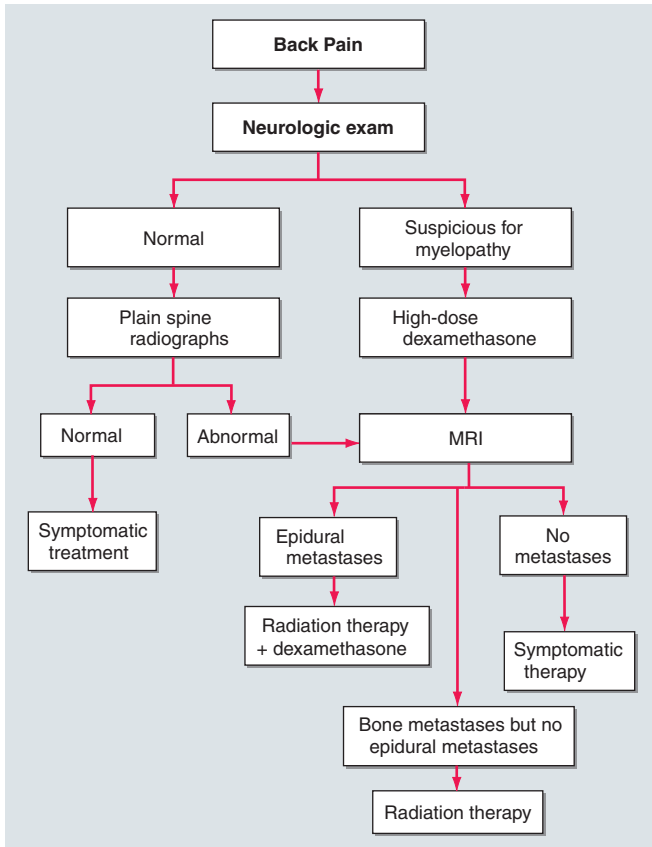 Back Pain
Neurologic exam
Normal
Suspicious for
myelopathy
Plain spine
radiographs
High-dose
dexamethasone
Normal
Abnormal
MRI
Symptomatic
treatment
Epidural
metastases
No
metastases
Radiation therapy
+ dexamethasone
Symptomatic
therapy
Bone metastases but no
epidural metastases
Radiation therapy